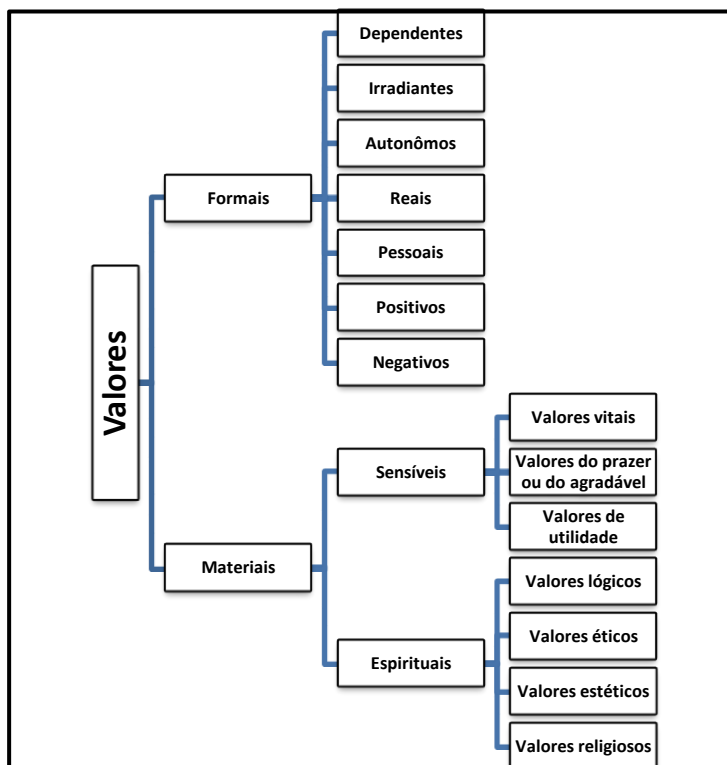 Valores
Formais
Dependentes
Irradiantes
Autonômos
Reais
Pessoais
Positivos
Negativos
Materiais
Sensíveis
Valores vitais
Valores do prazer
ou do agradável
Valores de
utilidade
Espirituais
Valores lógicos
Valores éticos
Valores estéticos
Valores religiosos